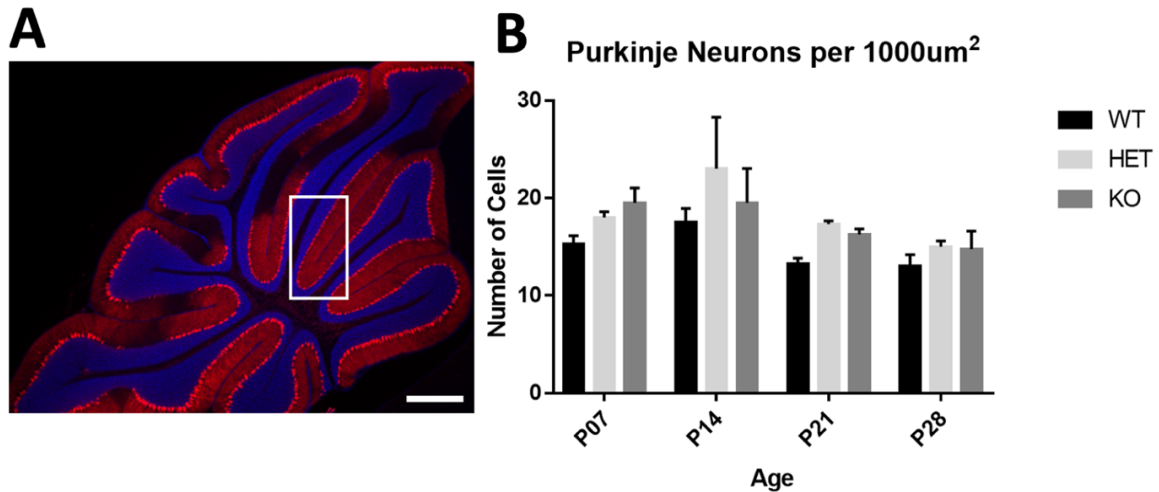 A
B
Purkinje Neurons per 1000um²
Number of Cells
30
20
10
0
P07
P14
P21
P28
Age
WT
HET
KO